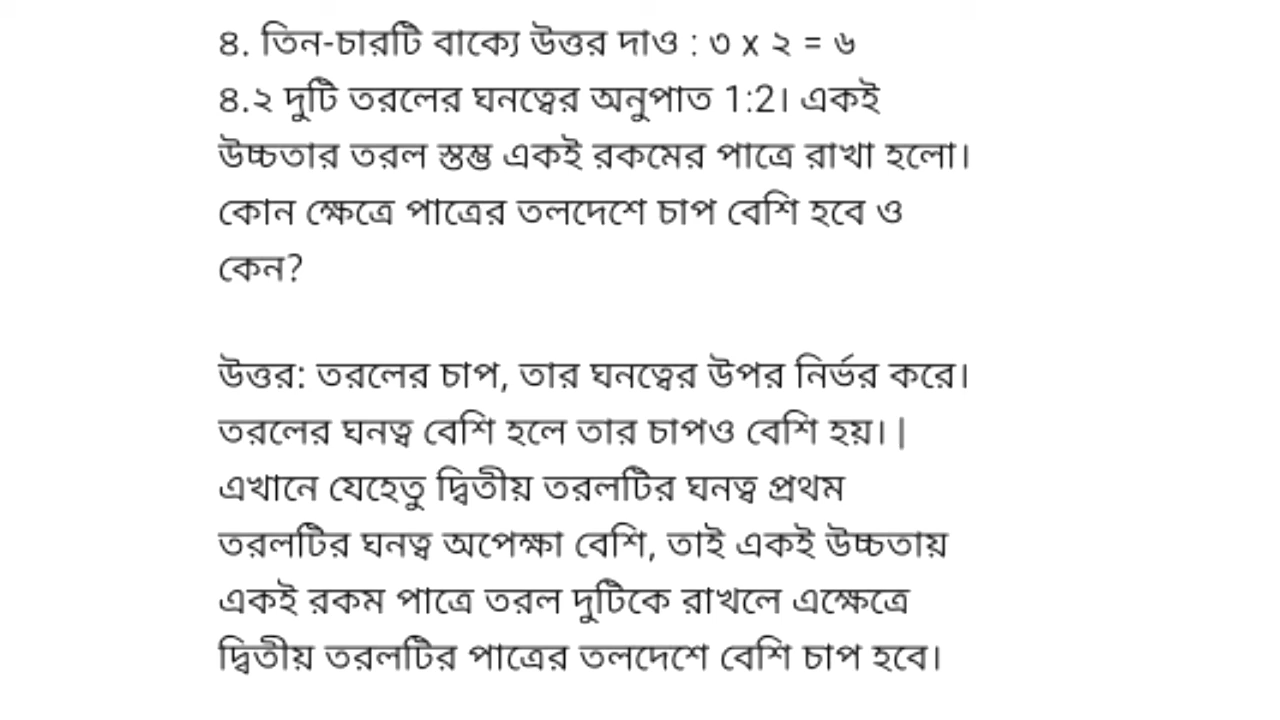 ৪. তিন-চারটি বাক্যে উত্তর দাও : ৩ x ২ = ৬
৪.২ দুটি তরলের ঘনত্বের অনুপাত 1:2। একই
উচ্চতার তরল স্তম্ভ একই রকমের পাত্রে রাখা হলো।
কোন ক্ষেত্রে পাত্রের তলদেশে চাপ বেশি হবে ও
কেন?
উত্তর: তরলের চাপ, তার ঘনত্বের উপর নির্ভর করে।
তরলের ঘনত্ব বেশি হলে তার চাপও বেশি হয়। |
এখানে যেহেতু দ্বিতীয় তরলটির ঘনত্ব প্রথম
তরলটির ঘনত্ব অপেক্ষা বেশি, তাই একই উচ্চতায়
একই রকম পাত্রে তরল দুটিকে রাখলে এক্ষেত্রে
দ্বিতীয় তরলটির পাত্রের তলদেশে বেশি চাপ হবে।